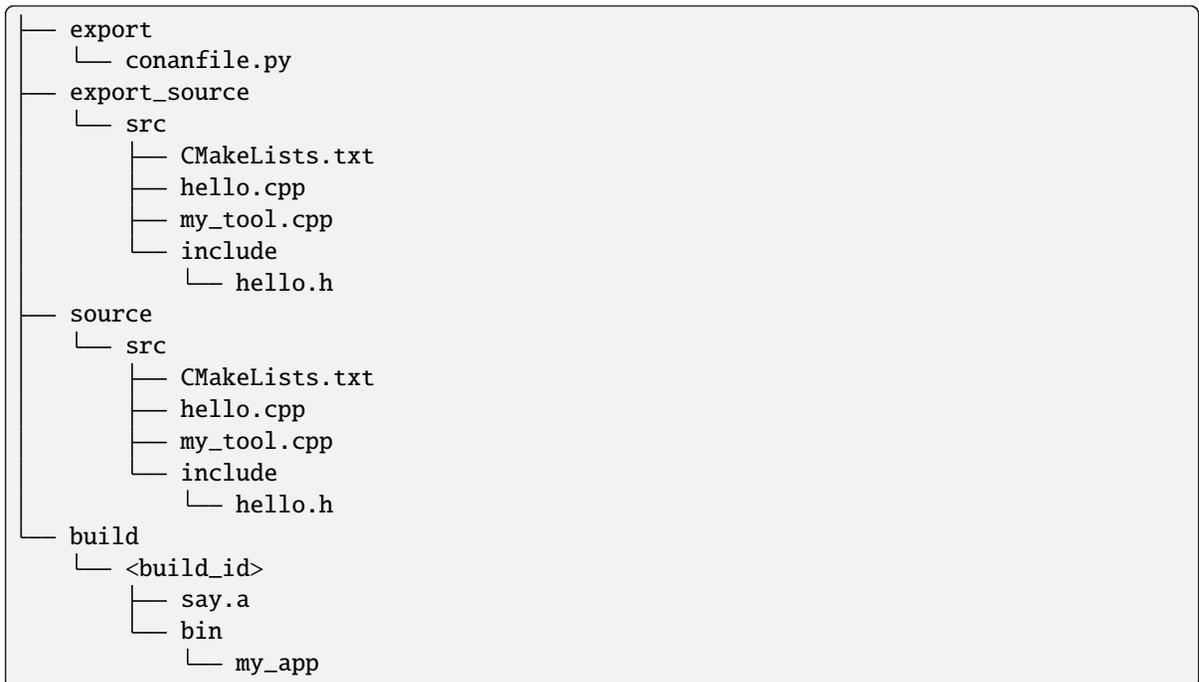 ├── export
│   └── conanfile.py
├── export_source
│   └── src
│       ├── CMakeLists.txt
│       ├── hello.cpp
│       ├── my_tool.cpp
│       └── include
│           └── hello.h
├── source
│   └── src
│       ├── CMakeLists.txt
│       ├── hello.cpp
│       ├── my_tool.cpp
│       └── include
│           └── hello.h
└── build
    └── <build_id>
        ├── say.a
        └── bin
            └── my_app